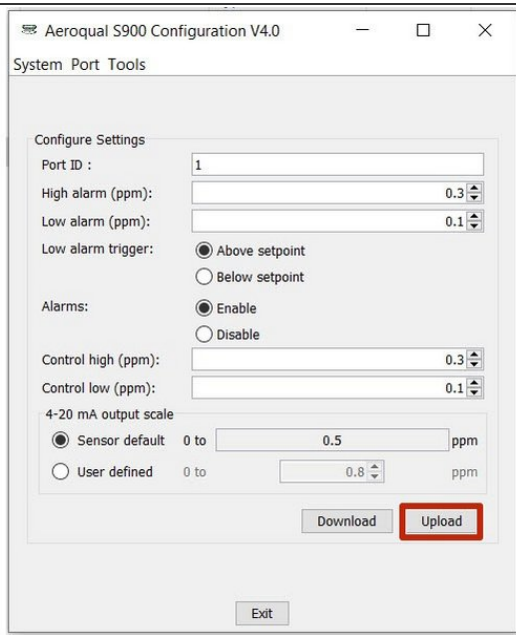 Aeroqual S900 Configuration V4.0
System Port Tools
Configure Settings
Port ID : 1
High alarm (ppm): 0.3
Low alarm (ppm): 0.1
Low alarm trigger: Above setpoint
Below setpoint
Alarms: Enable
Disable
Control high (ppm): 0.3
Control low (ppm): 0.1
4-20 mA output scale
Sensor default 0 to 0.5 ppm
User defined 0 to 0.8 ppm
Download Upload
Exit